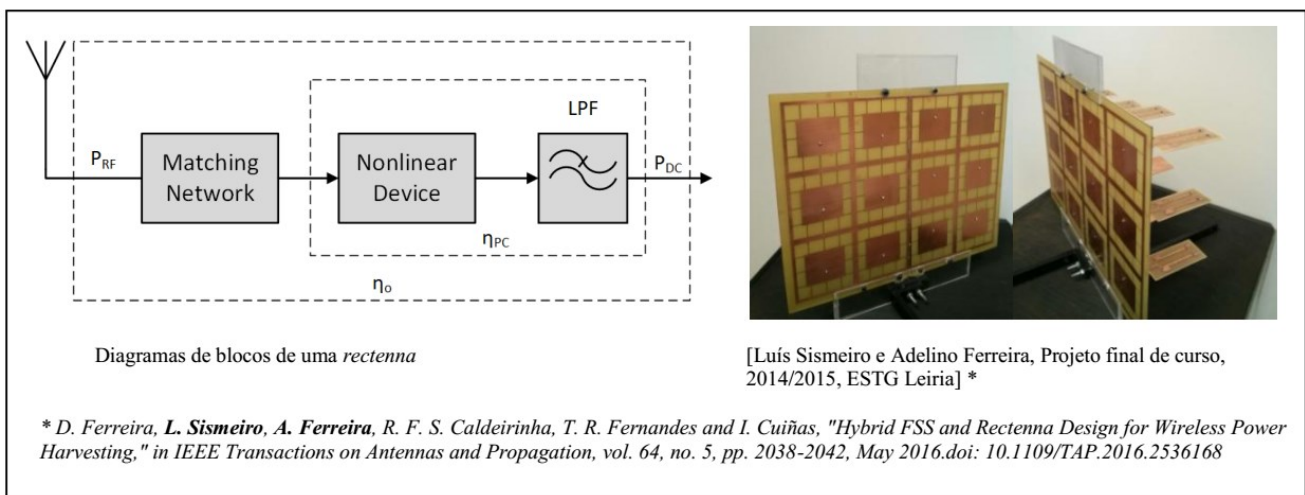 LPF
P_RF
Matching
Network
Nonlinear
Device
P_DC
η_PC
η_o
Diagramas de blocos de uma rectenna
[Luís Sismeiro e Adelino Ferreira, Projeto final de curso,
2014/2015, ESTG Leiria] *
* D. Ferreira, L. Sismeiro, A. Ferreira, R. F. S. Caldeirinha, T. R. Fernandes and I. Cuiñas, "Hybrid FSS and Rectenna Design for Wireless Power
Harvesting," in IEEE Transactions on Antennas and Propagation, vol. 64, no. 5, pp. 2038-2042, May 2016.doi: 10.1109/TAP.2016.2536168